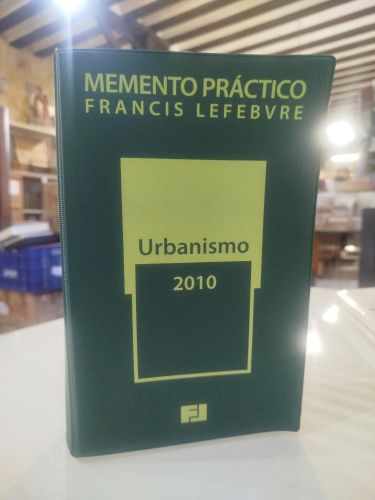 MEMENTO PRÁCTICO
FRANCIS LEFEBVRE
Urbanismo
2010